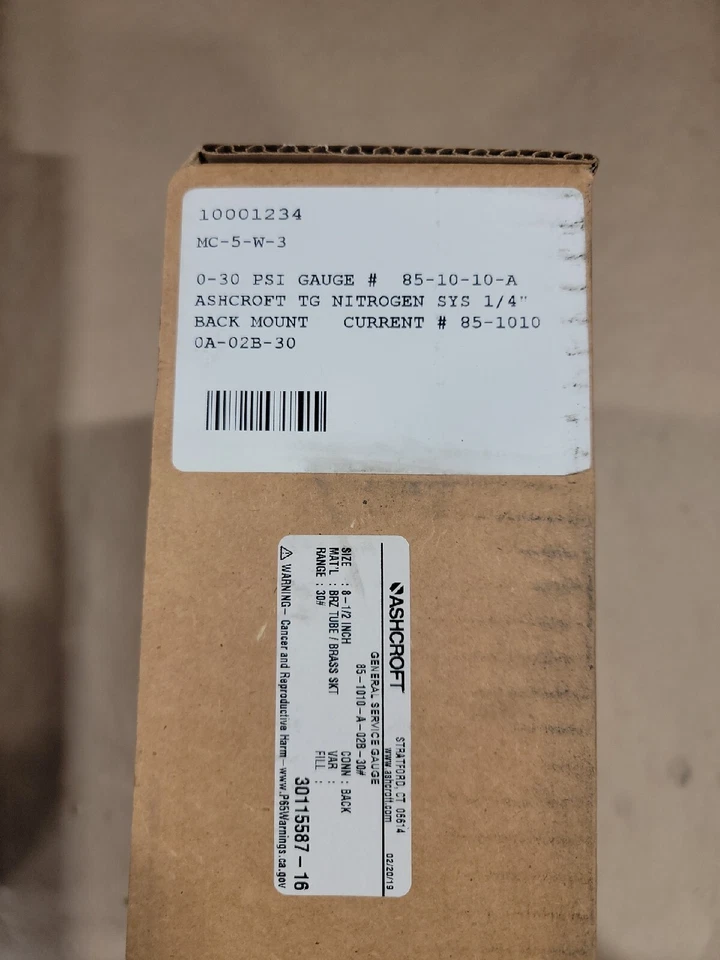 10001234
MC-5-W-3
0-30 PSI GAUGE # 85-10-10-A
ASHCROFT TG NITROGEN SYS 1/4"
BACK MOUNT CURRENT # 85-1010
0A-02B-30
ASHCROFT
STRATFORD, CT 06614
www.ashcroft.com
02/20/19
GENERAL SERVICE GAUGE
85-1010-A-02B-30#
SIZE : 8-1/2 INCH
CONN : BACK
MAT'L : BRZ TUBE / BRASS SKT
VAR :
RANGE : 30#
FILL :
30115587-16
⚠ WARNING- Cancer and Reproductive Harm-www.P65Warnings.ca.gov